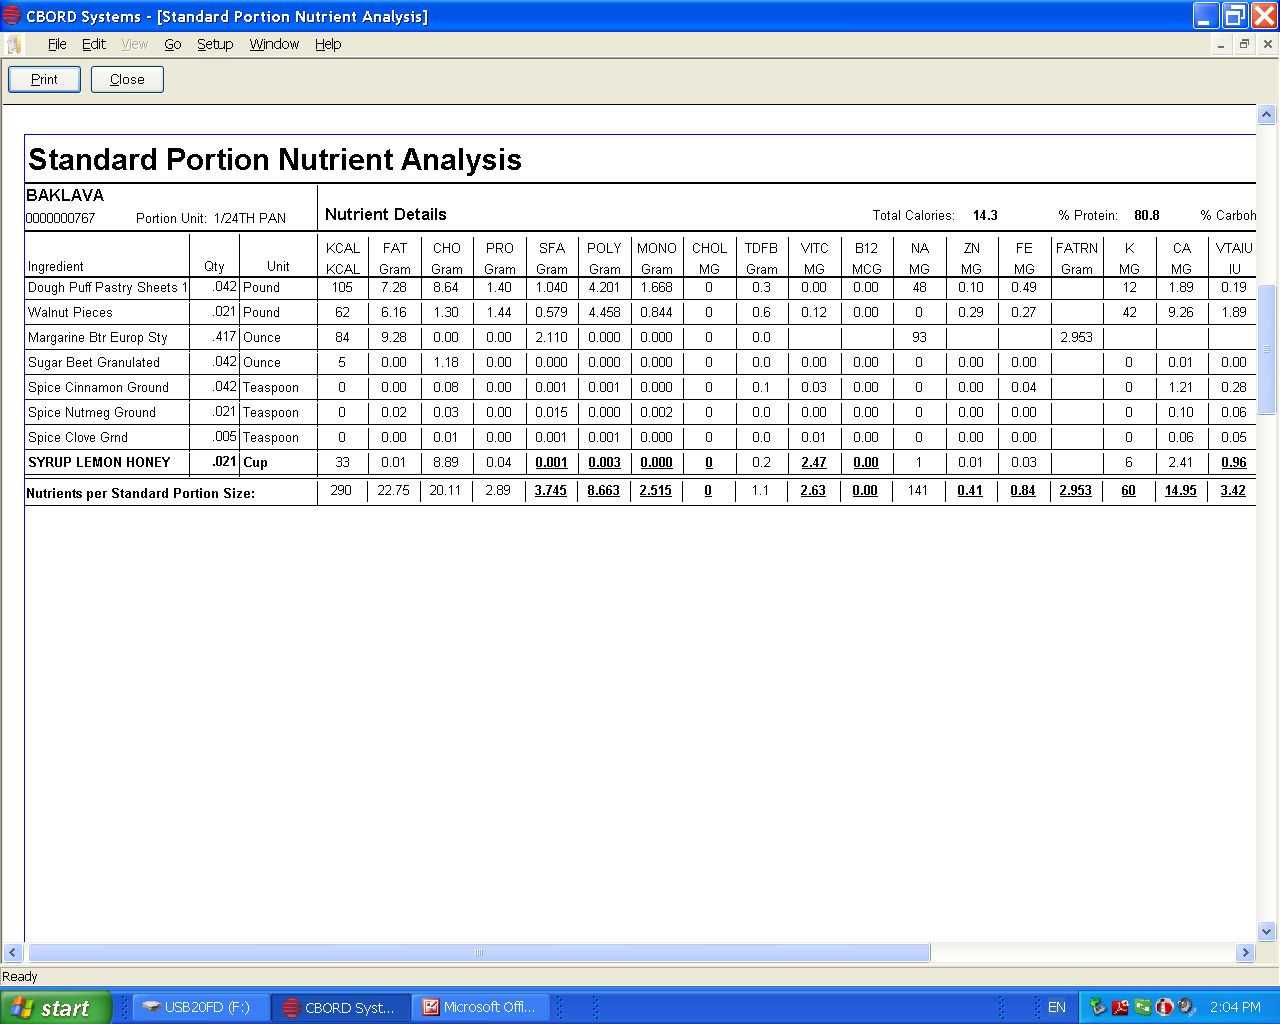 CBORD Systems - [Standard Portion Nutrient Analysis]
File Edit View Go Setup Window Help
Print Close
Standard Portion Nutrient Analysis
BAKLAVA
0000000767 Portion Unit: 1/24TH PAN Nutrient Details Total Calories: 14.3 % Protein: 80.8 % Carboh
KCAL FAT CHO PRO SFA POLY MONO CHOL TDFB VITC B12 NA ZN FE FATRN K CA VTAIU
Ingredient Qty Unit KCAL Gram Gram Gram Gram Gram Gram MG Gram MG MCG MG MG MG Gram MG MG IU
Dough Puff Pastry Sheets 1 .042 Pound 105 7.28 8.64 1.40 1.040 4.201 1.668 0 0.3 0.00 0.00 48 0.10 0.49 12 1.89 0.19
Walnut Pieces .021 Pound 62 6.16 1.30 1.44 0.579 4.458 0.844 0 0.6 0.12 0.00 0 0.29 0.27 42 9.26 1.89
Margarine Btr Europ Sty .417 Ounce 84 9.28 0.00 0.00 2.110 0.000 0.000 0 0.0 93 2.953
Sugar Beet Granulated .042 Ounce 5 0.00 1.18 0.00 0.000 0.000 0.000 0 0.0 0.00 0.00 0 0.00 0.00 0 0.01 0.00
Spice Cinnamon Ground .042 Teaspoon 0 0.00 0.08 0.00 0.001 0.001 0.000 0 0.1 0.03 0.00 0 0.00 0.04 0 1.21 0.28
Spice Nutmeg Ground .021 Teaspoon 0 0.02 0.03 0.00 0.015 0.000 0.002 0 0.0 0.00 0.00 0 0.00 0.00 0 0.10 0.06
Spice Clove Grnd .005 Teaspoon 0 0.00 0.01 0.00 0.001 0.001 0.000 0 0.0 0.01 0.00 0 0.00 0.00 0 0.06 0.05
SYRUP LEMON HONEY .021 Cup 33 0.01 8.89 0.04 0.001 0.003 0.000 0 0.2 2.47 0.00 1 0.01 0.03 6 2.41 0.96
Nutrients per Standard Portion Size: 290 22.75 20.11 2.89 3.745 8.663 2.515 0 1.1 2.63 0.00 141 0.41 0.84 2.953 60 14.95 3.42
Ready
start USB20FD (F:) CBORD Syst... Microsoft Offi... EN 2:04 PM